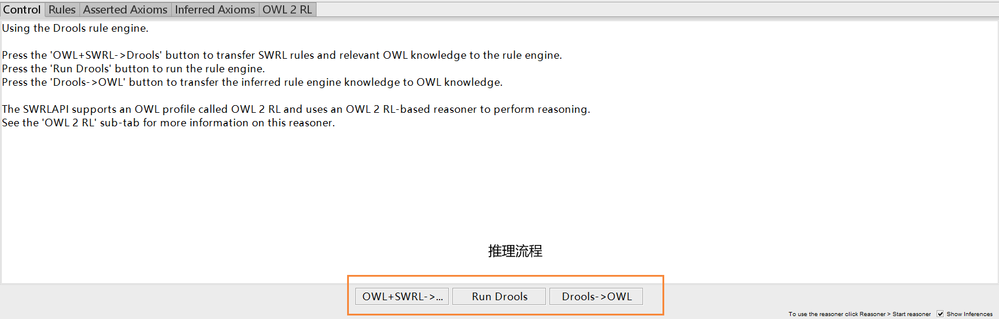 Control Rules Asserted Axioms Inferred Axioms OWL 2 RL
Using the Drools rule engine.
Press the 'OWL+SWRL->Drools' button to transfer SWRL rules and relevant OWL knowledge to the rule engine.
Press the 'Run Drools' button to run the rule engine.
Press the 'Drools->OWL' button to transfer the inferred rule engine knowledge to OWL knowledge.
The SWRLAPI supports an OWL profile called OWL 2 RL and uses an OWL 2 RL-based reasoner to perform reasoning.
See the 'OWL 2 RL' sub-tab for more information on this reasoner.
推理流程
OWL+SWRL->... Run Drools Drools->OWL
To use the reasoner click Reasoner > Start reasoner Show Inferences